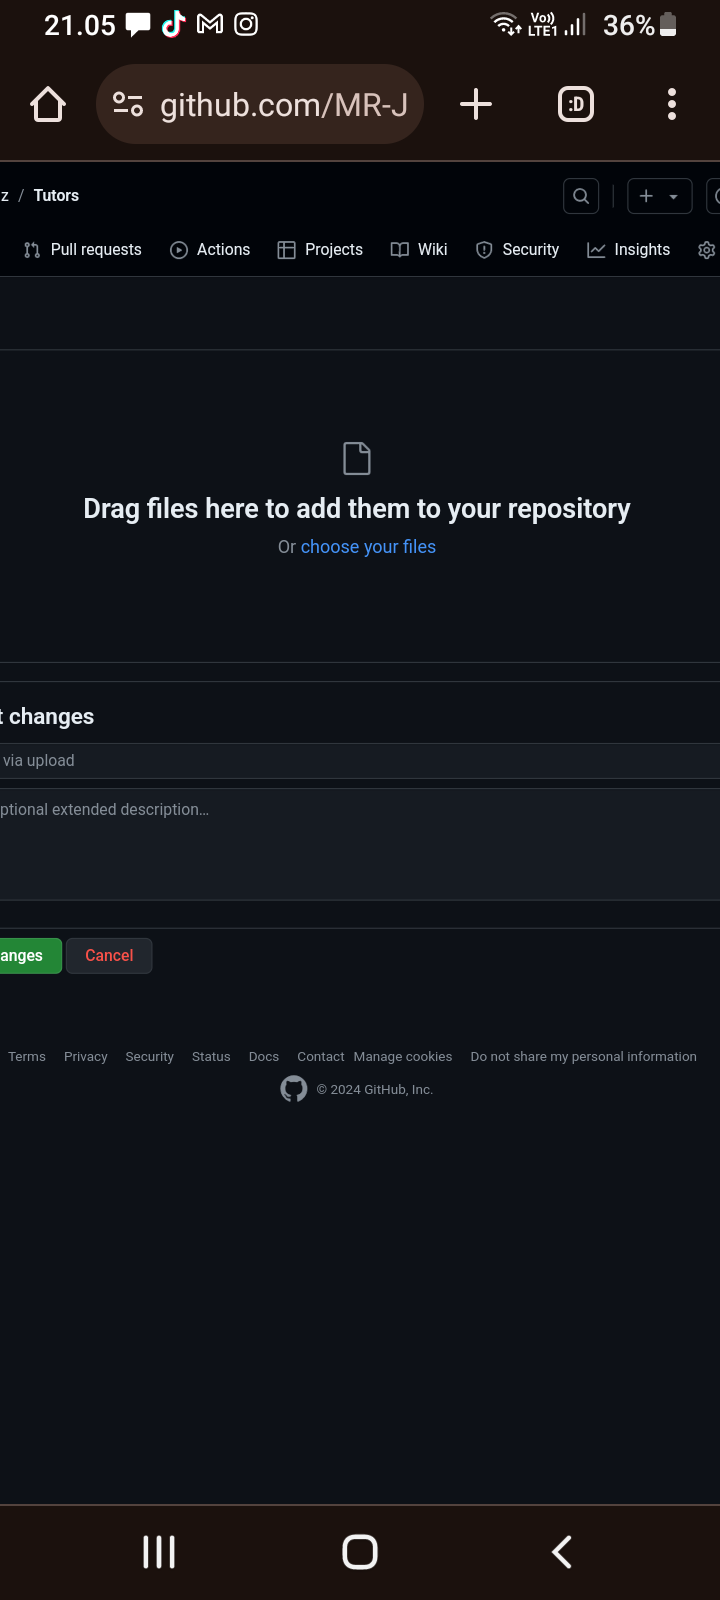 21.05 Vo)) LTE1 36%
github.com/MR-J :D
z / Tutors
Pull requests Actions Projects Wiki Security Insights
Drag files here to add them to your repository
Or choose your files
t changes
via upload
ptional extended description...
anges Cancel
Terms Privacy Security Status Docs Contact Manage cookies Do not share my personal information
© 2024 GitHub, Inc.